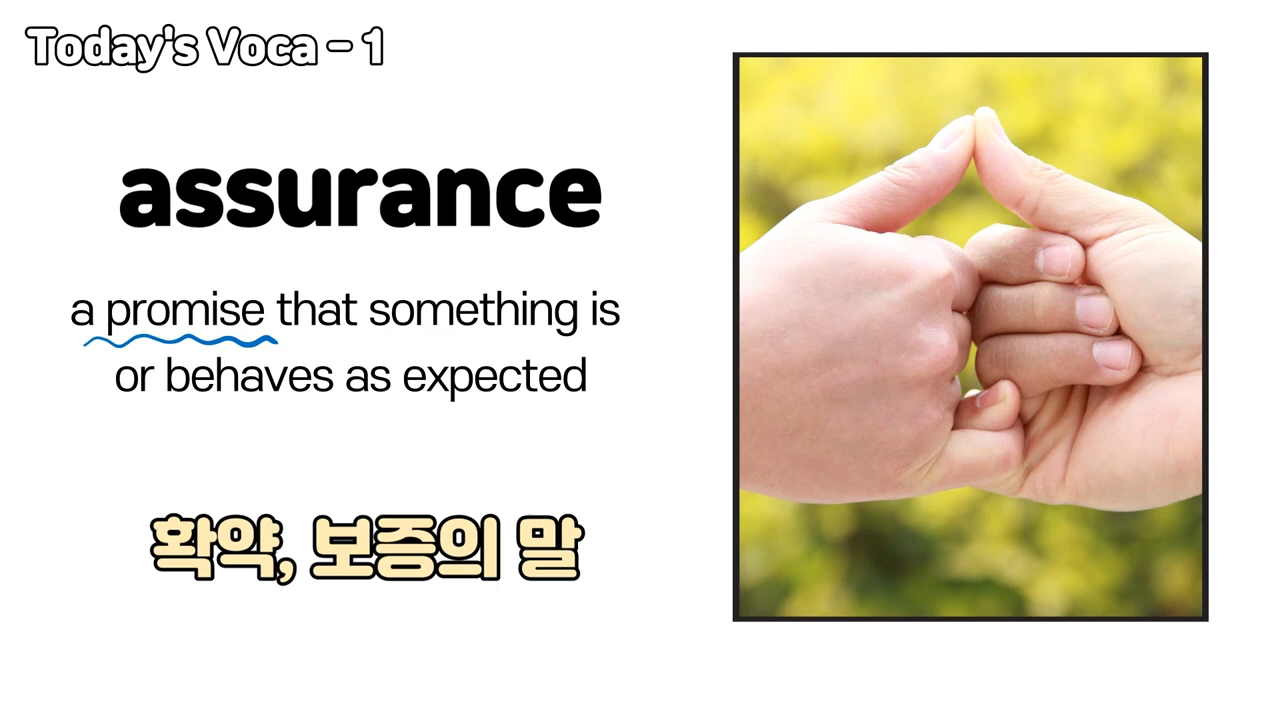 Today's Voca - 1
assurance
a promise that something is
or behaves as expected
확약, 보증의 말